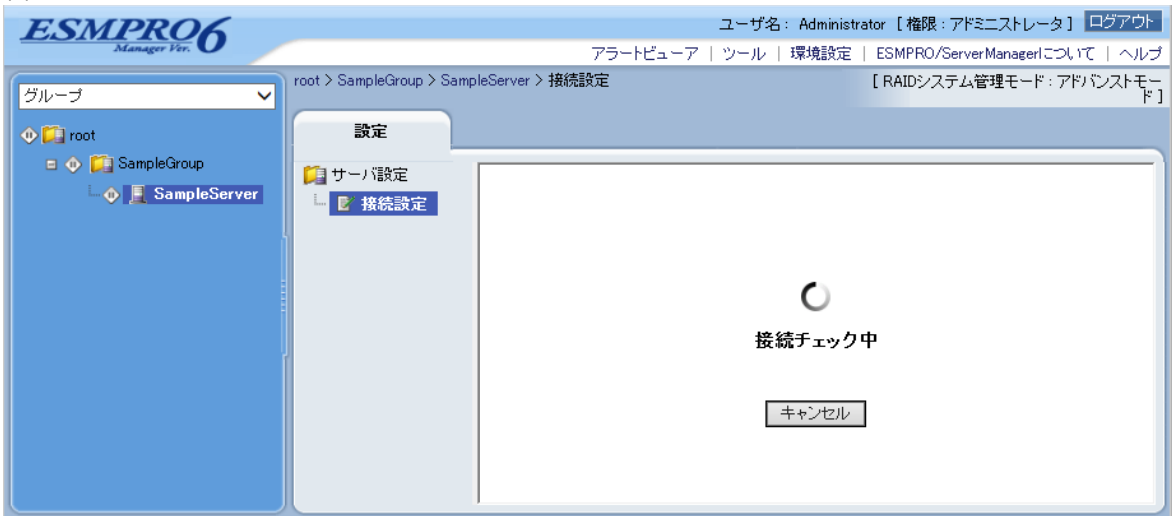 ESMPRO6
Manager Ver.
ユーザ名： Administrator [ 権限：アドミニストレータ ] ログアウト
アラートビューア | ツール | 環境設定 | ESMPRO/ServerManagerについて | ヘルプ
グループ
root
SampleGroup
SampleServer
root > SampleGroup > SampleServer > 接続設定
[ RAIDシステム管理モード：アドバンストモード ]
設定
サーバ設定
接続設定
接続チェック中
キャンセル